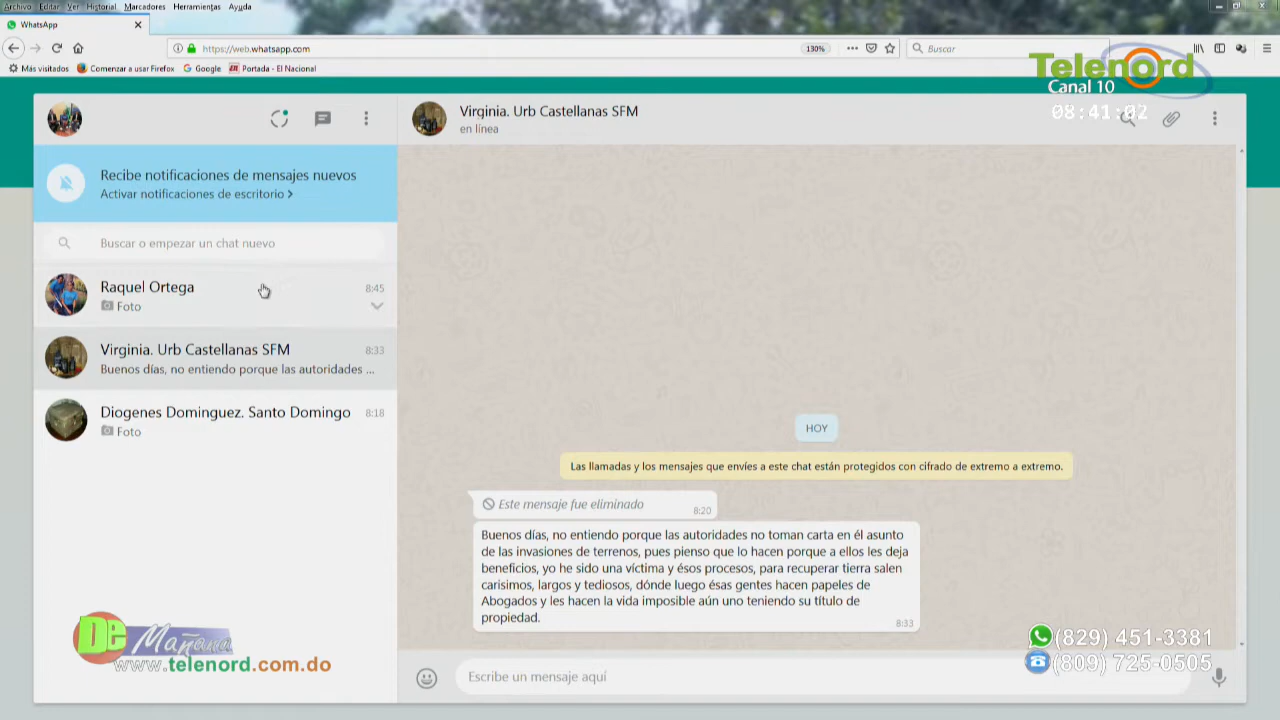 Archivo Editar Ver Historial Marcadores Herramientas Ayuda
WhatsApp
https://web.whatsapp.com
130%
Buscar
Más visitados Comenzar a usar Firefox Google Portada - El Nacional
Telenord
Canal 10
08:41:02
Virginia. Urb Castellanas SFM
en línea
Recibe notificaciones de mensajes nuevos
Activar notificaciones de escritorio >
Buscar o empezar un chat nuevo
Raquel Ortega 8:45
Foto
Virginia. Urb Castellanas SFM 8:33
Buenos días, no entiendo porque las autoridades ...
Diogenes Dominguez. Santo Domingo 8:18
Foto
HOY
Las llamadas y los mensajes que envíes a este chat están protegidos con cifrado de extremo a extremo.
Este mensaje fue eliminado 8:20
Buenos días, no entiendo porque las autoridades no toman carta en él asunto
de las invasiones de terrenos, pues pienso que lo hacen porque a ellos les deja
beneficios, yo he sido una víctima y ésos procesos, para recuperar tierra salen
carisimos, largos y tediosos, dónde luego ésas gentes hacen papeles de
Abogados y les hacen la vida imposible aún uno teniendo su título de
propiedad. 8:33
De Mañana
www.telenord.com.do
(829) 451-3381
(809) 725-0505
Escribe un mensaje aquí